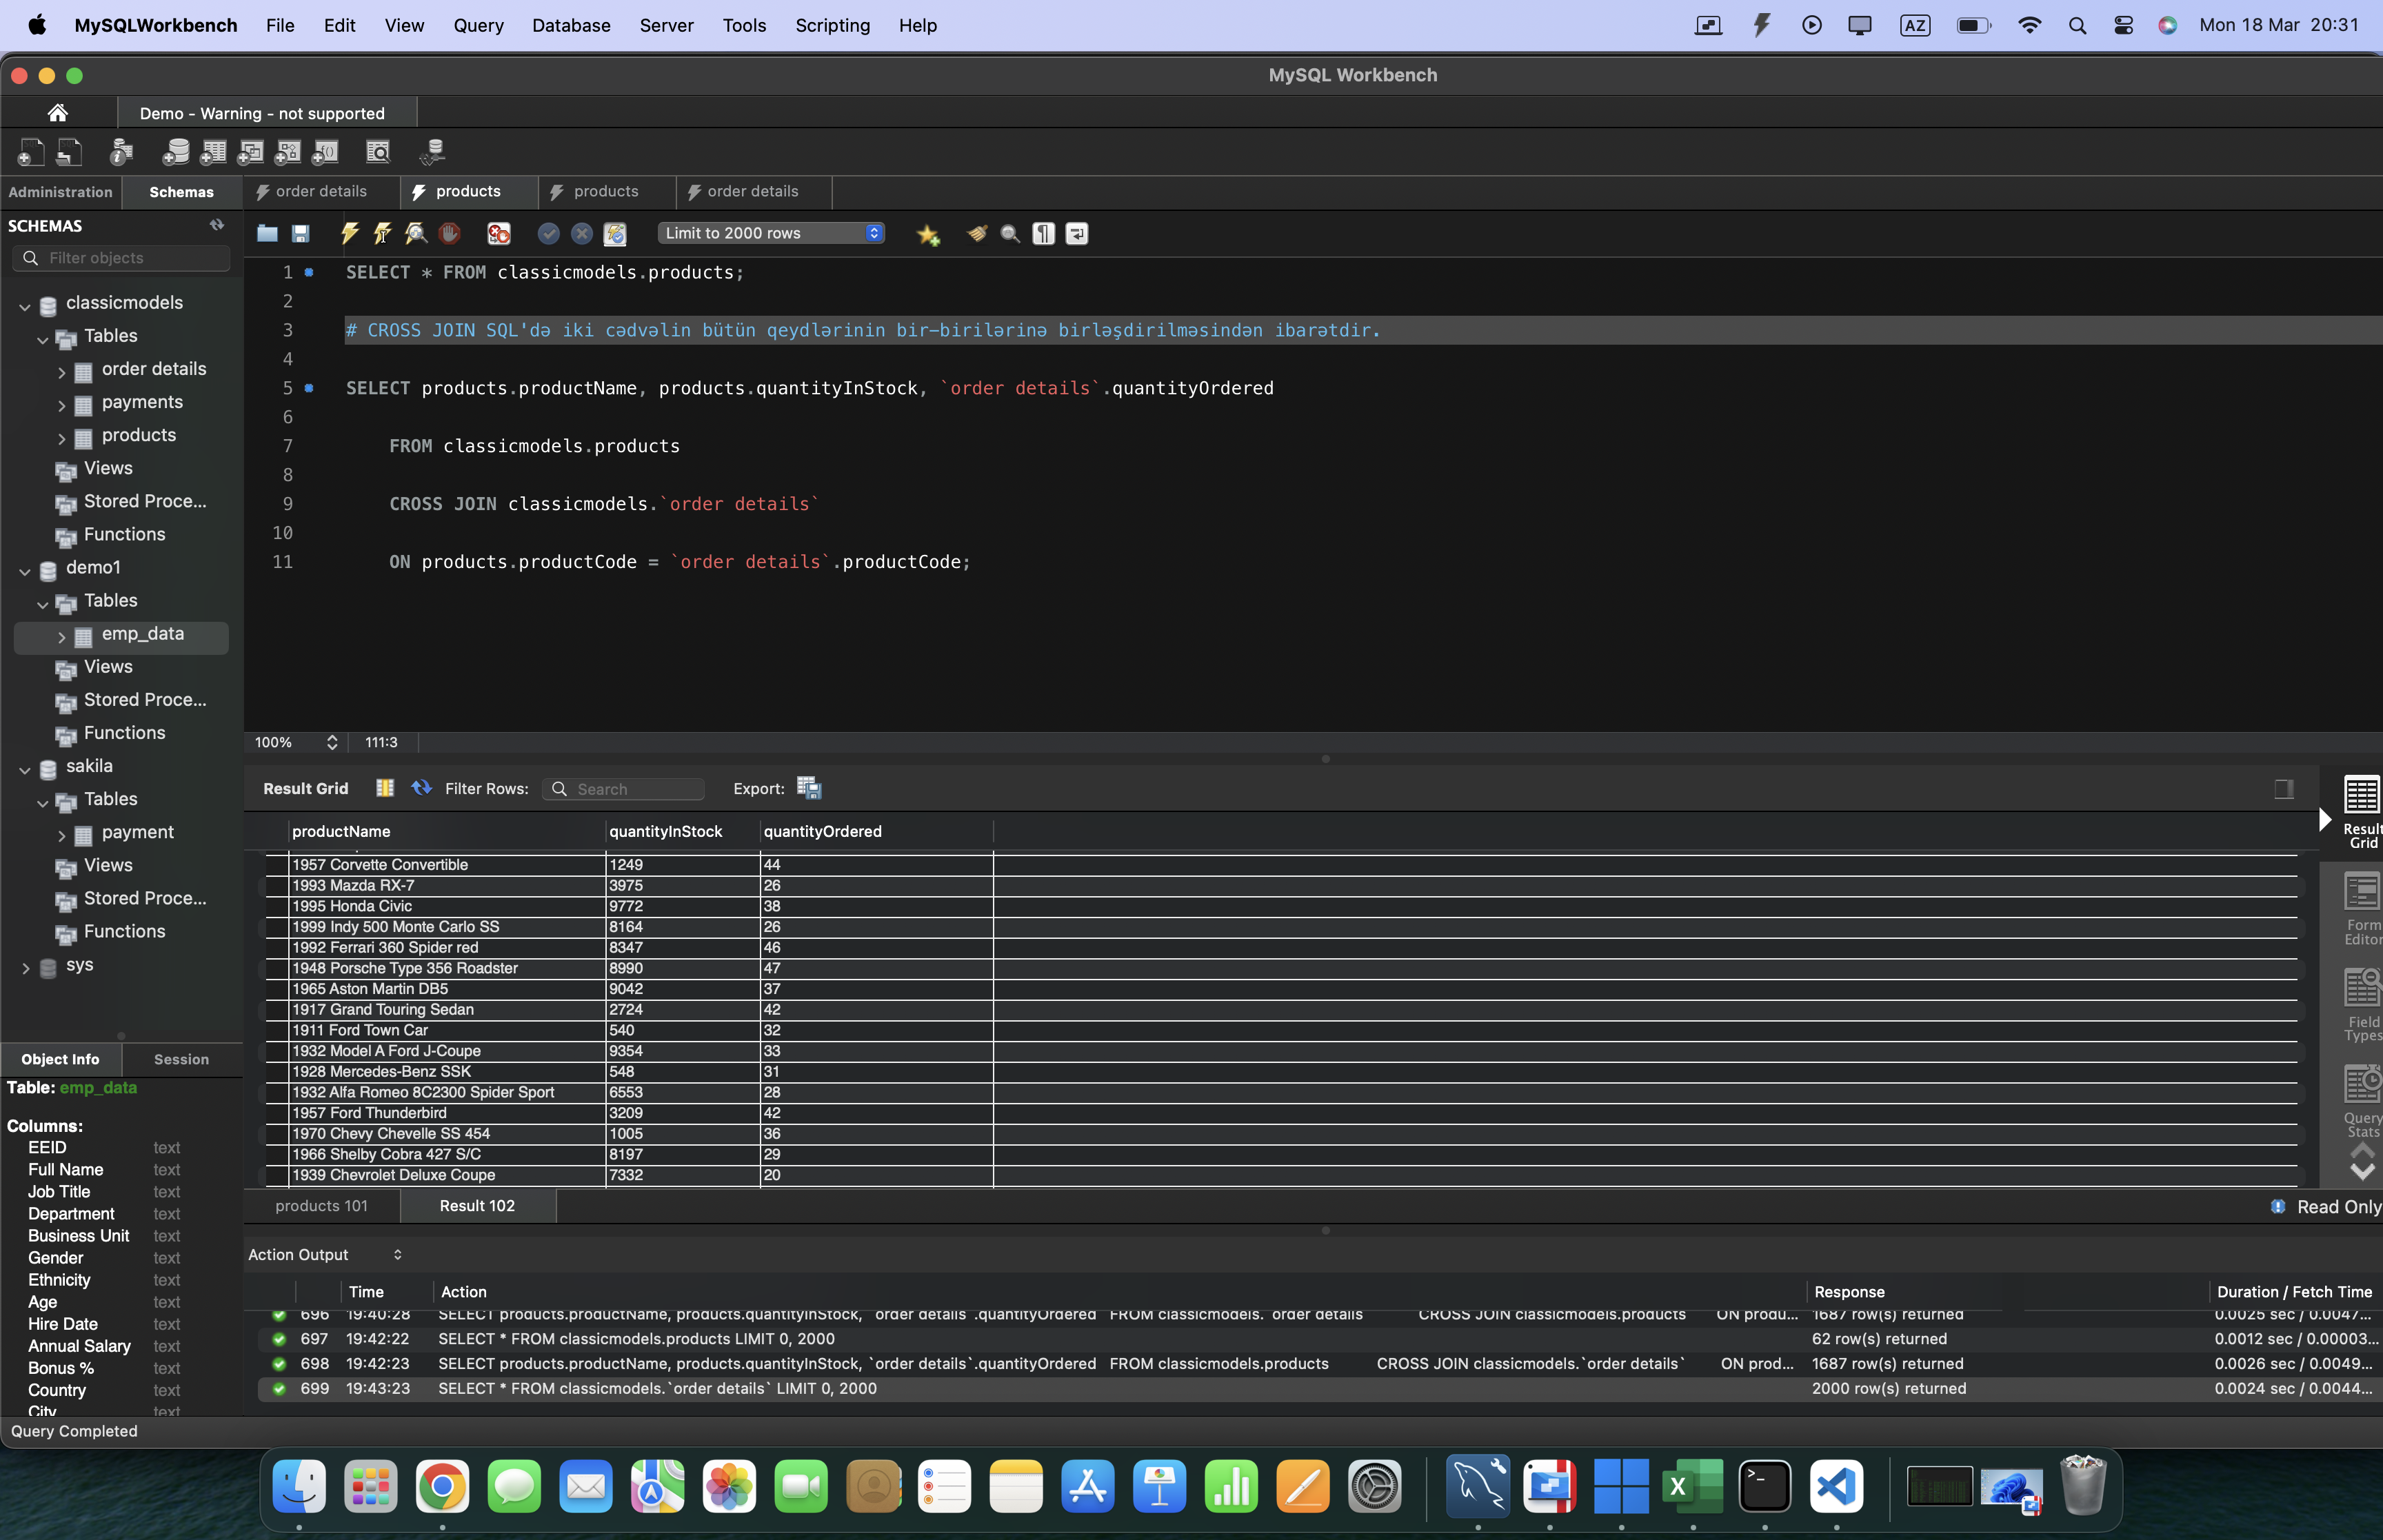 MySQLWorkbench File Edit View Query Database Server Tools Scripting Help AZ Mon 18 Mar 20:31
MySQL Workbench
Demo - Warning - not supported
Administration Schemas order details products products order details
SCHEMAS
Limit to 2000 rows
Filter objects
1 SELECT * FROM classicmodels.products;
2
3 # CROSS JOIN SQL'də iki cədvəlin bütün qeydlərinin bir-birilərinə birləşdirilməsindən ibarətdir.
4
5 SELECT products.productName, products.quantityInStock, `order details`.quantityOrdered
6
7 FROM classicmodels.products
8
9 CROSS JOIN classicmodels.`order details`
10
11 ON products.productCode = `order details`.productCode;
classicmodels
Tables
order details
payments
products
Views
Stored Proce...
Functions
demo1
Tables
emp_data
Views
Stored Proce...
Functions
sakila
Tables
payment
Views
Stored Proce...
Functions
sys
100% 111:3
Result Grid Filter Rows: Search Export:
productName quantityInStock quantityOrdered
1957 Corvette Convertible 1249 44
1993 Mazda RX-7 3975 26
1995 Honda Civic 9772 38
1999 Indy 500 Monte Carlo SS 8164 26
1992 Ferrari 360 Spider red 8347 46
1948 Porsche Type 356 Roadster 8990 47
1965 Aston Martin DB5 9042 37
1917 Grand Touring Sedan 2724 42
1911 Ford Town Car 540 32
1932 Model A Ford J-Coupe 9354 33
1928 Mercedes-Benz SSK 548 31
1932 Alfa Romeo 8C2300 Spider Sport 6553 28
1957 Ford Thunderbird 3209 42
1970 Chevy Chevelle SS 454 1005 36
1966 Shelby Cobra 427 S/C 8197 29
1939 Chevrolet Deluxe Coupe 7332 20
Result
Grid
Form
Editor
Field
Types
Query
Stats
products 101 Result 102 Read Only
Object Info Session
Table: emp_data
Columns:
EEID text
Full Name text
Job Title text
Department text
Business Unit text
Gender text
Ethnicity text
Age text
Hire Date text
Annual Salary text
Bonus % text
Country text
City text
Action Output
Time Action Response Duration / Fetch Time
696 19:40:28 SELECT products.productName, products.quantityInStock, `order details`.quantityOrdered FROM classicmodels.`order details` CROSS JOIN classicmodels.products ON produ... 1687 row(s) returned 0.0025 sec / 0.0047...
697 19:42:22 SELECT * FROM classicmodels.products LIMIT 0, 2000 62 row(s) returned 0.0012 sec / 0.00003...
698 19:42:23 SELECT products.productName, products.quantityInStock, `order details`.quantityOrdered FROM classicmodels.products CROSS JOIN classicmodels.`order details` ON prod... 1687 row(s) returned 0.0026 sec / 0.0049...
699 19:43:23 SELECT * FROM classicmodels.`order details` LIMIT 0, 2000 2000 row(s) returned 0.0024 sec / 0.0044...
Query Completed